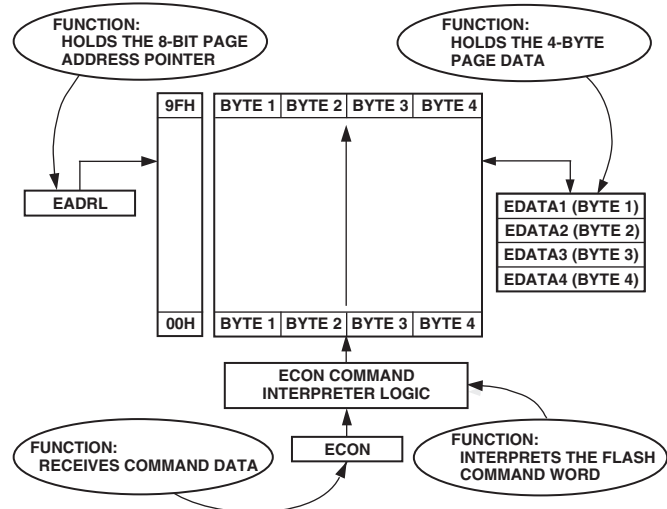 FUNCTION:
HOLDS THE 8-BIT PAGE
ADDRESS POINTER
FUNCTION:
HOLDS THE 4-BYTE
PAGE DATA
9FH
BYTE 1 BYTE 2 BYTE 3 BYTE 4
EADRL
EDATA1 (BYTE 1)
EDATA2 (BYTE 2)
EDATA3 (BYTE 3)
EDATA4 (BYTE 4)
00H
BYTE 1 BYTE 2 BYTE 3 BYTE 4
ECON COMMAND
INTERPRETER LOGIC
FUNCTION:
RECEIVES COMMAND DATA
ECON
FUNCTION:
INTERPRETS THE FLASH
COMMAND WORD